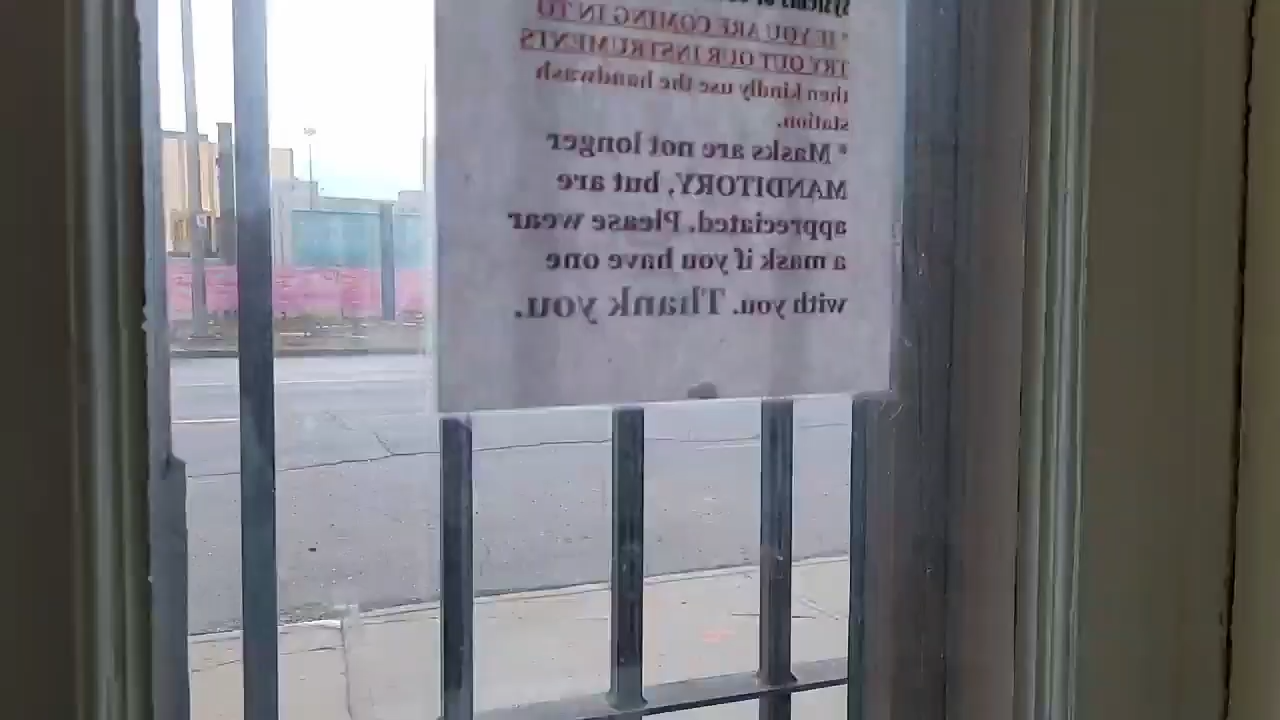 * IF YOU ARE COMING IN TO
TRY OUT OUR INSTRUMENTS
then kindly use the handwash
station.
* Masks are not longer
MANDITORY, but are
appreciated. Please wear
a mask if you have one
with you. Thank you.